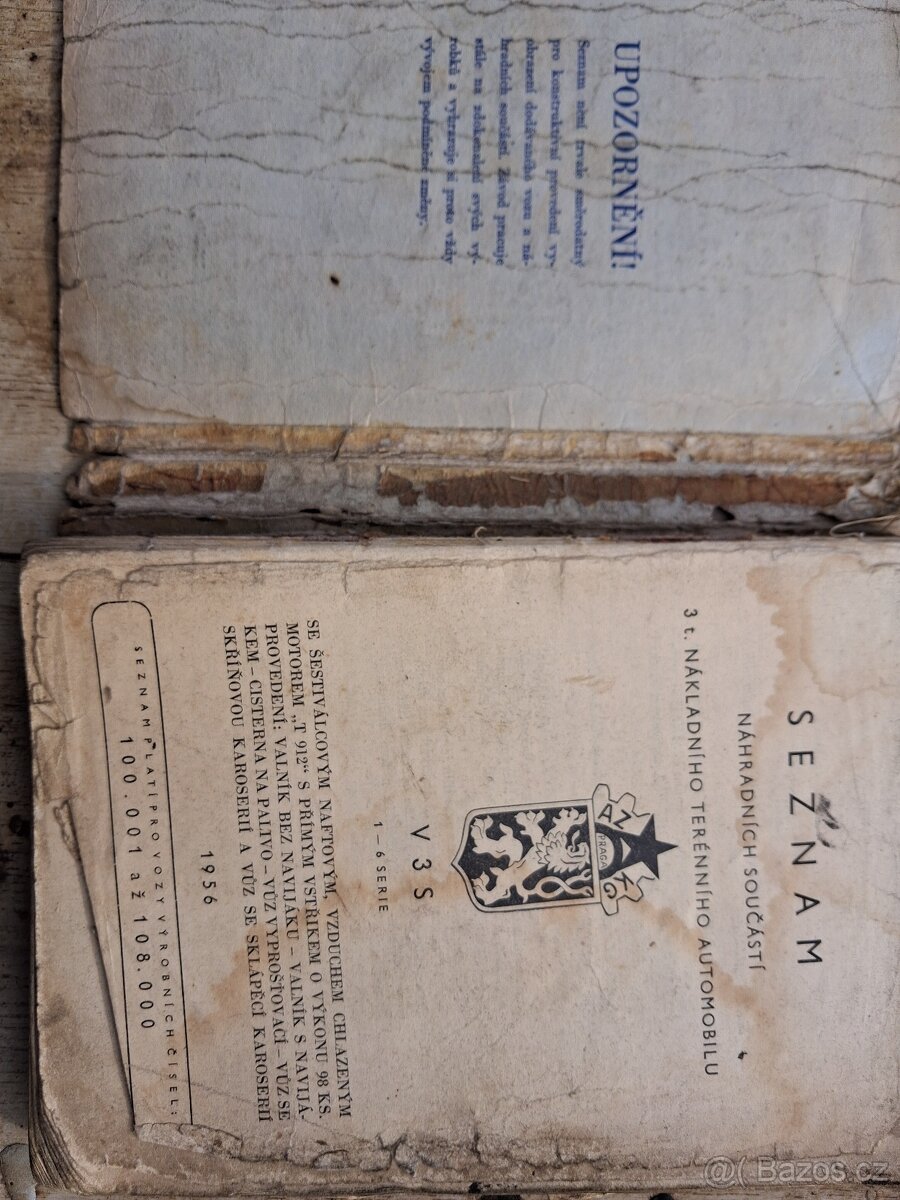 UPOZORNĚNÍ!
Seznam není trvale směrodatný
pro konstruktivní provedení vy-
obrazení dodávaného vozu a ná-
hradních součástí. Závod pracuje
stále na zdokonalení svých vý-
robků a vyhrazuje si proto vždy
vývojem podmíněné změny.
SEZNAM
NÁHRADNÍCH SOUČÁSTÍ
3 t. NÁKLADNÍHO TERÉNNÍHO AUTOMOBILU
PRAGA
V3S
1–6 SERIE
SE ŠESTIVÁLCOVÝM NAFTOVÝM, VZDUCHEM CHLAZENÝM
MOTOREM „T 912“ S PŘÍMÝM VSTŘIKEM O VÝKONU 98 KS.
PROVEDENÍ: VALNÍK BEZ NAVIJÁKU – VALNÍK S NAVIJÁ-
KEM – CISTERNA NA PALIVO – VŮZ VYPROŠŤOVACÍ – VŮZ SE
SKŘÍŇOVOU KAROSERIÍ A VŮZ SE SKLÁPĚCÍ KAROSERIÍ
1956
SEZNAM PLATÍ PRO VOZY VÝROBNÍCH ČÍSEL:
100.001 až 108.000
@( Bazos.cz